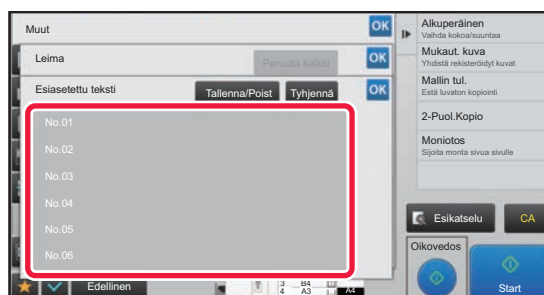 Muut
OK
Leima
Peruuta kaikki
OK
Esiasetettu teksti
Tallenna/Poist
Tyhjennä
OK
No.01
No.02
No.03
No.04
No.05
No.06
Edellinen
3 B4
4 A3
A4
Alkuperäinen
Vaihda kokoa/suuntaa
Mukaut. kuva
Yhdistä rekisteröidyt kuvat
Mallin tul.
Estä luvaton kopiointi
2-Puol.Kopio
Moniotos
Sijoita monta sivua sivulle
Esikatselu
CA
Oikovedos
Start